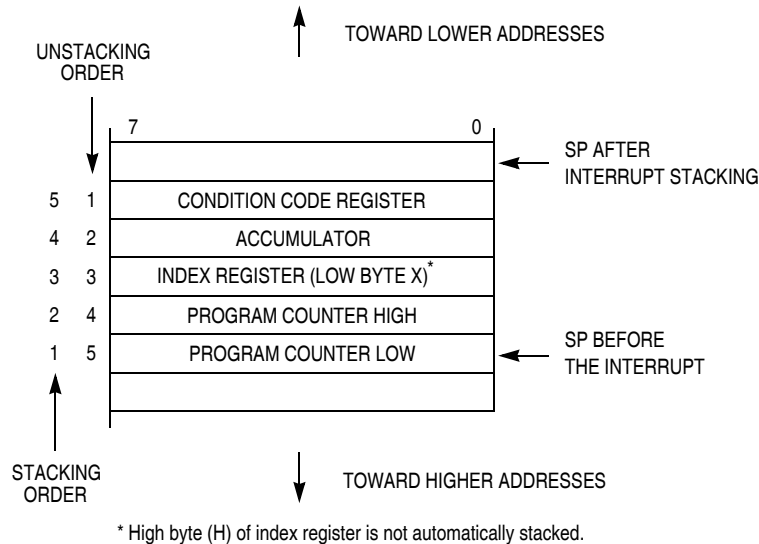 TOWARD LOWER ADDRESSES
UNSTACKING
ORDER
7 0
SP AFTER
INTERRUPT STACKING
5 1 CONDITION CODE REGISTER
4 2 ACCUMULATOR
3 3 INDEX REGISTER (LOW BYTE X)*
2 4 PROGRAM COUNTER HIGH
1 5 PROGRAM COUNTER LOW
SP BEFORE
THE INTERRUPT
STACKING
ORDER
TOWARD HIGHER ADDRESSES
* High byte (H) of index register is not automatically stacked.